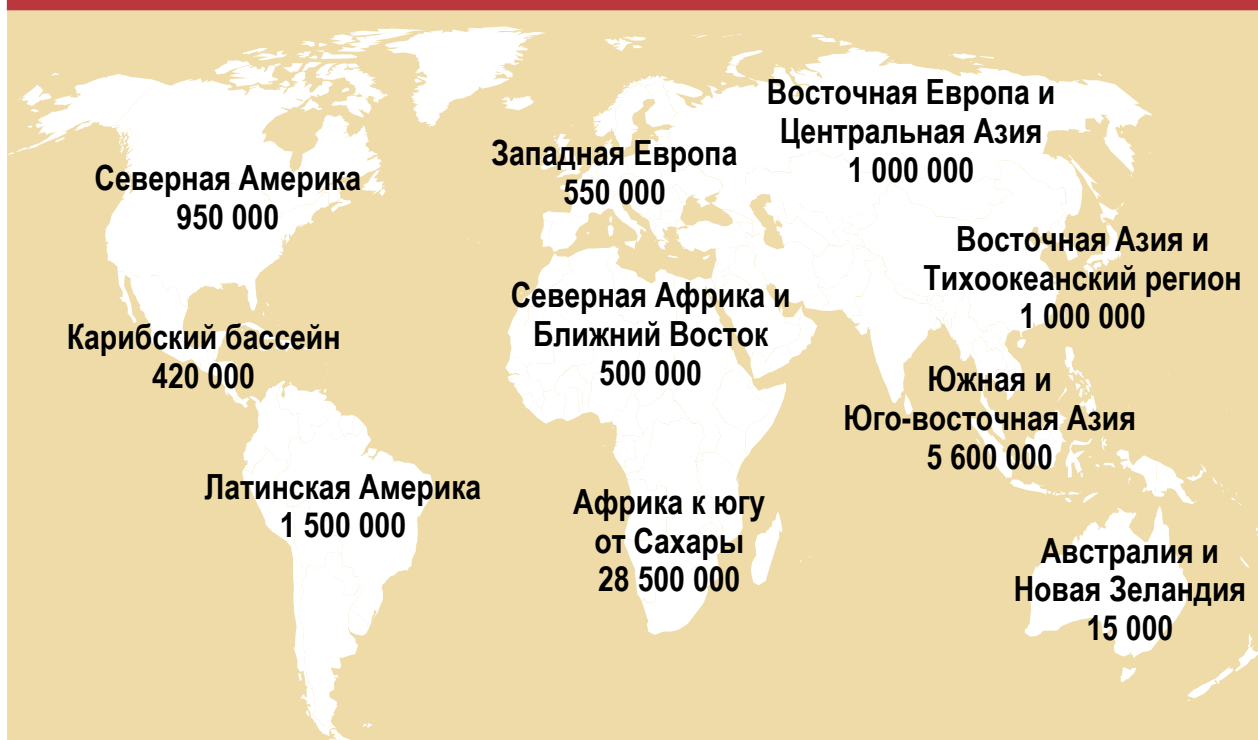 Восточная Европа и
Центральная Азия
1 000 000
Западная Европа
550 000
Северная Америка
950 000
Восточная Азия и
Тихоокеанский регион
1 000 000
Северная Африка и
Ближний Восток
500 000
Карибский бассейн
420 000
Южная и
Юго-восточная Азия
5 600 000
Латинская Америка
1 500 000
Африка к югу
от Сахары
28 500 000
Австралия и
Новая Зеландия
15 000